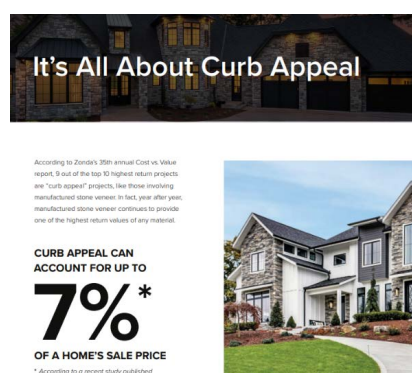 It's All About Curb Appeal
According to Zonda's 35th annual Cost vs. Value
report, 9 out of the top 10 highest return projects
are "curb appeal" projects, like those involving
manufactured stone veneer. In fact, year after year,
manufactured stone veneer continues to provide
one of the highest return values of any material.
CURB APPEAL CAN
ACCOUNT FOR UP TO
7%*
OF A HOME'S SALE PRICE
* According to a recent study published